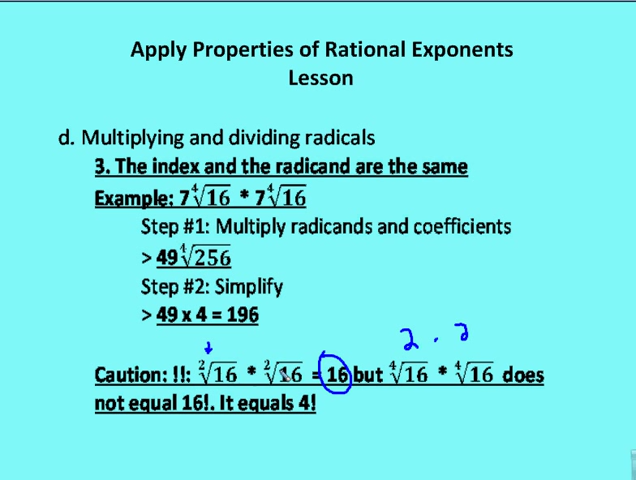 Apply Properties of Rational Exponents
Lesson
d. Multiplying and dividing radicals
3. The index and the radicand are the same
Example: 7∜16 * 7∜16
Step #1: Multiply radicands and coefficients
> 49∜256
Step #2: Simplify
> 49 x 4 = 196
2 . 2
Caution: !!: ²√16 * ²√16 = 16 but ∜16 * ∜16 does
not equal 16!. It equals 4!